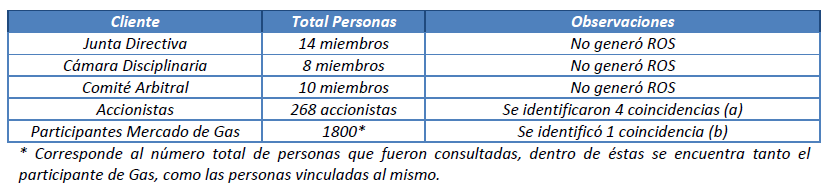 Cliente Total Personas Observaciones
Junta Directiva 14 miembros No generó ROS
Cámara Disciplinaria 8 miembros No generó ROS
Comité Arbitral 10 miembros No generó ROS
Accionistas 268 accionistas Se identificaron 4 coincidencias (a)
Participantes Mercado de Gas 1800* Se identificó 1 coincidencia (b)
* Corresponde al número total de personas que fueron consultadas, dentro de éstas se encuentra tanto el
participante de Gas, como las personas vinculadas al mismo.